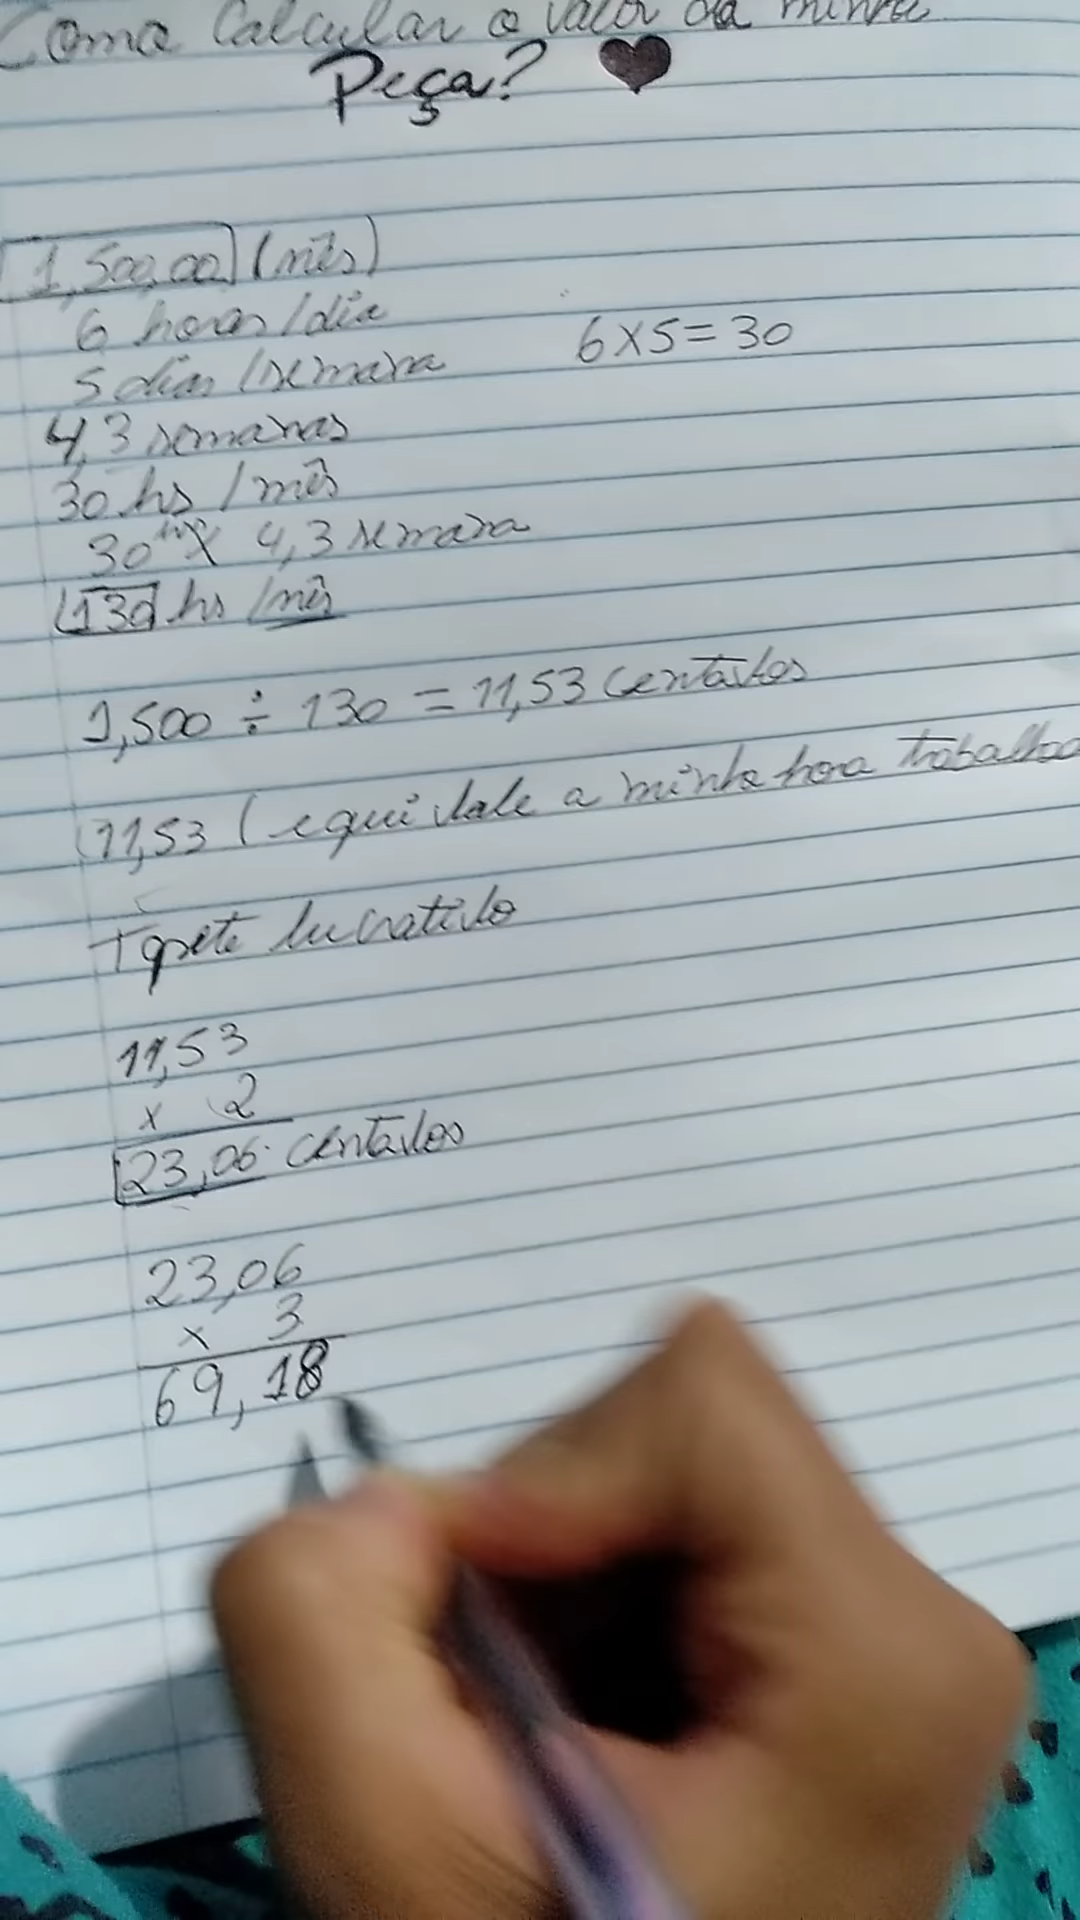 Como Calcular o valor da minha
Peça?
1,500,00 (mês)
6 horas/dia
6x5=30
5 dias/semana
4,3 semanas
30 hs / mês
30 x 4,3 semana
130 hs /mês
1,500 ÷ 130 = 11,53 centavos
11,53 (equivale a minha hora trabalhad
Tapete lucrativo
11,53
x 2
23,06 centavos
23,06
x 3
69,18